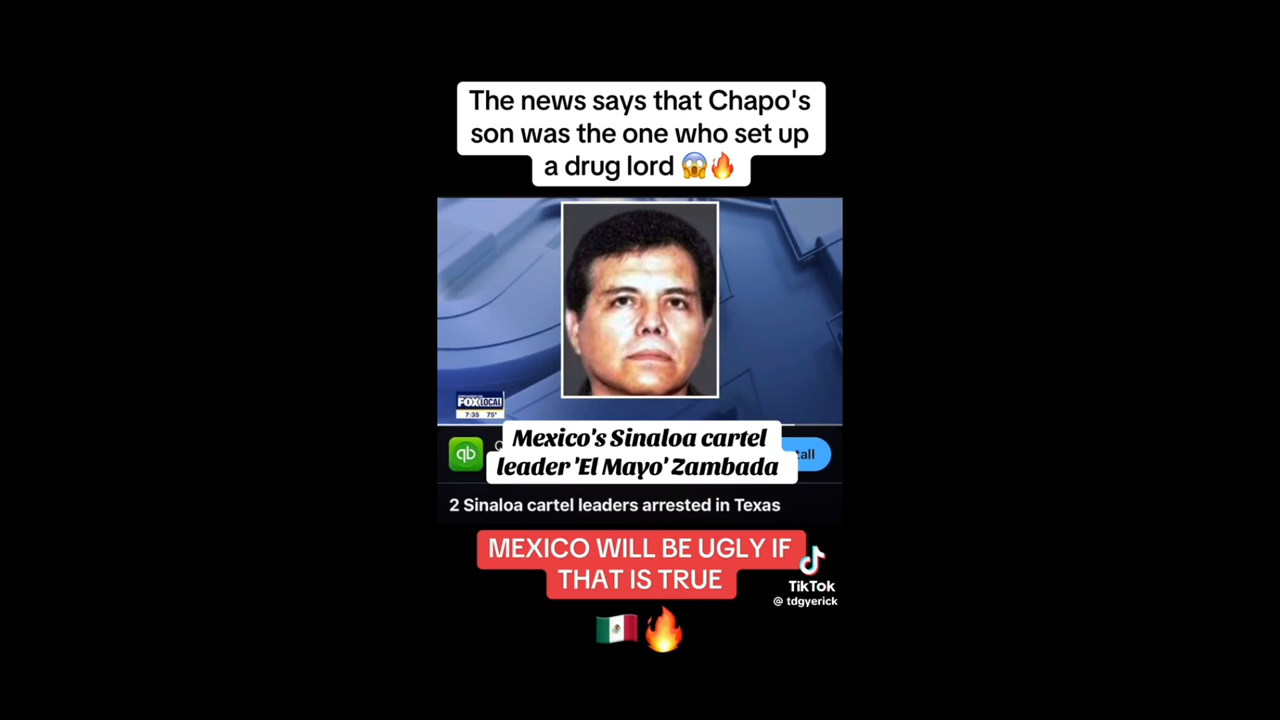 The news says that Chapo's
son was the one who set up
a drug lord 😱🔥
FOX LOCAL
7:35 75°
qb
Mexico's Sinaloa cartel
leader 'El Mayo' Zambada
2 Sinaloa cartel leaders arrested in Texas
MEXICO WILL BE UGLY IF
THAT IS TRUE
🇲🇽🔥
TikTok
@ tdgyerick